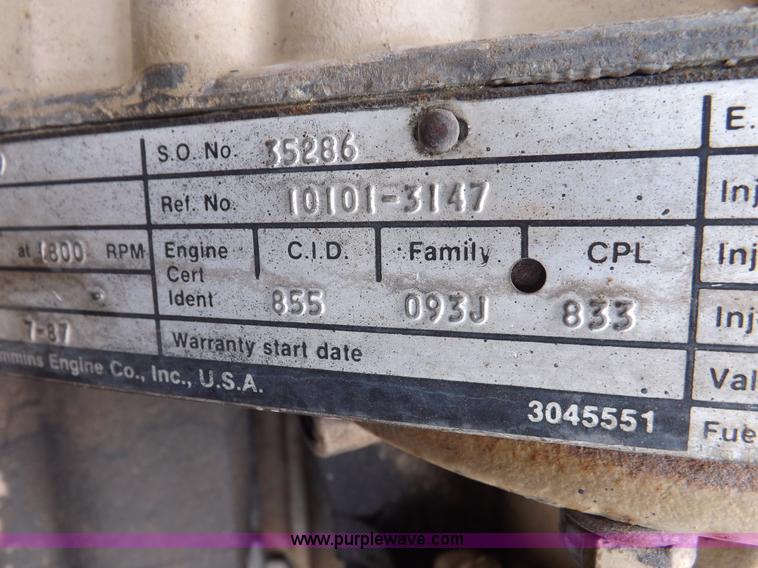 S.O. No. 35286
E.
Ref. No. 10101-3147
Inj
at 1800 RPM
Engine Cert Ident
C.I.D. Family CPL
Inj
855 093J 833
Inj
7-87
Warranty start date
Val
mmins Engine Co., Inc., U.S.A.
3045551
Fue
www.purplewave.com